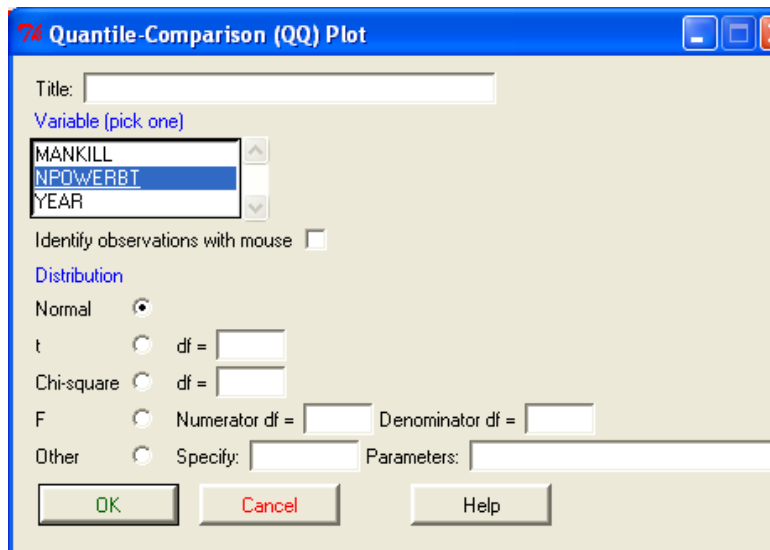 Quantile-Comparison (QQ) Plot
Title:
Variable (pick one)
MANKILL
NPOWERBT
YEAR
Identify observations with mouse
Distribution
Normal
t df =
Chi-square df =
F Numerator df = Denominator df =
Other Specify: Parameters:
OK Cancel Help